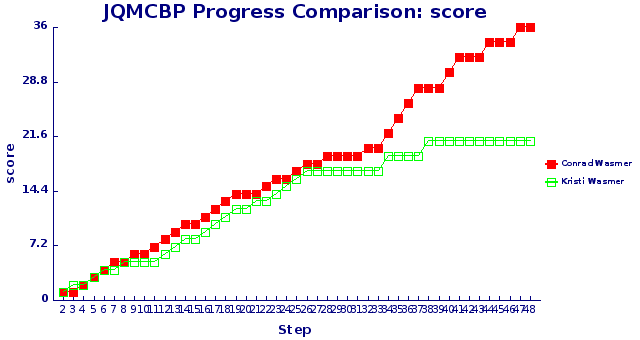 JQMCBP Progress Comparison: score
36
28.8
21.6
14.4
7.2
0
score
2 3 4 5 6 7 8 9 10 11 12 13 14 15 16 17 18 19 20 21 22 23 24 25 26 27 28 29 30 31 32 33 34 35 36 37 38 39 40 41 42 43 44 45 46 47 48
Step
Conrad Wasmer
Kristi Wasmer